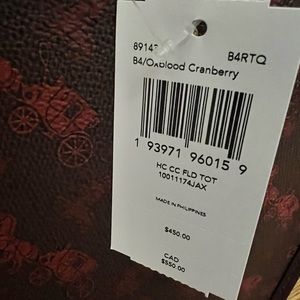 B4RTQ
B4/Oxblood Cranberry
1 93971 96015 9
HC CC FLD TOT
10011174JAX
MADE IN PHILIPPINES
$450.00
CAD
$550.00